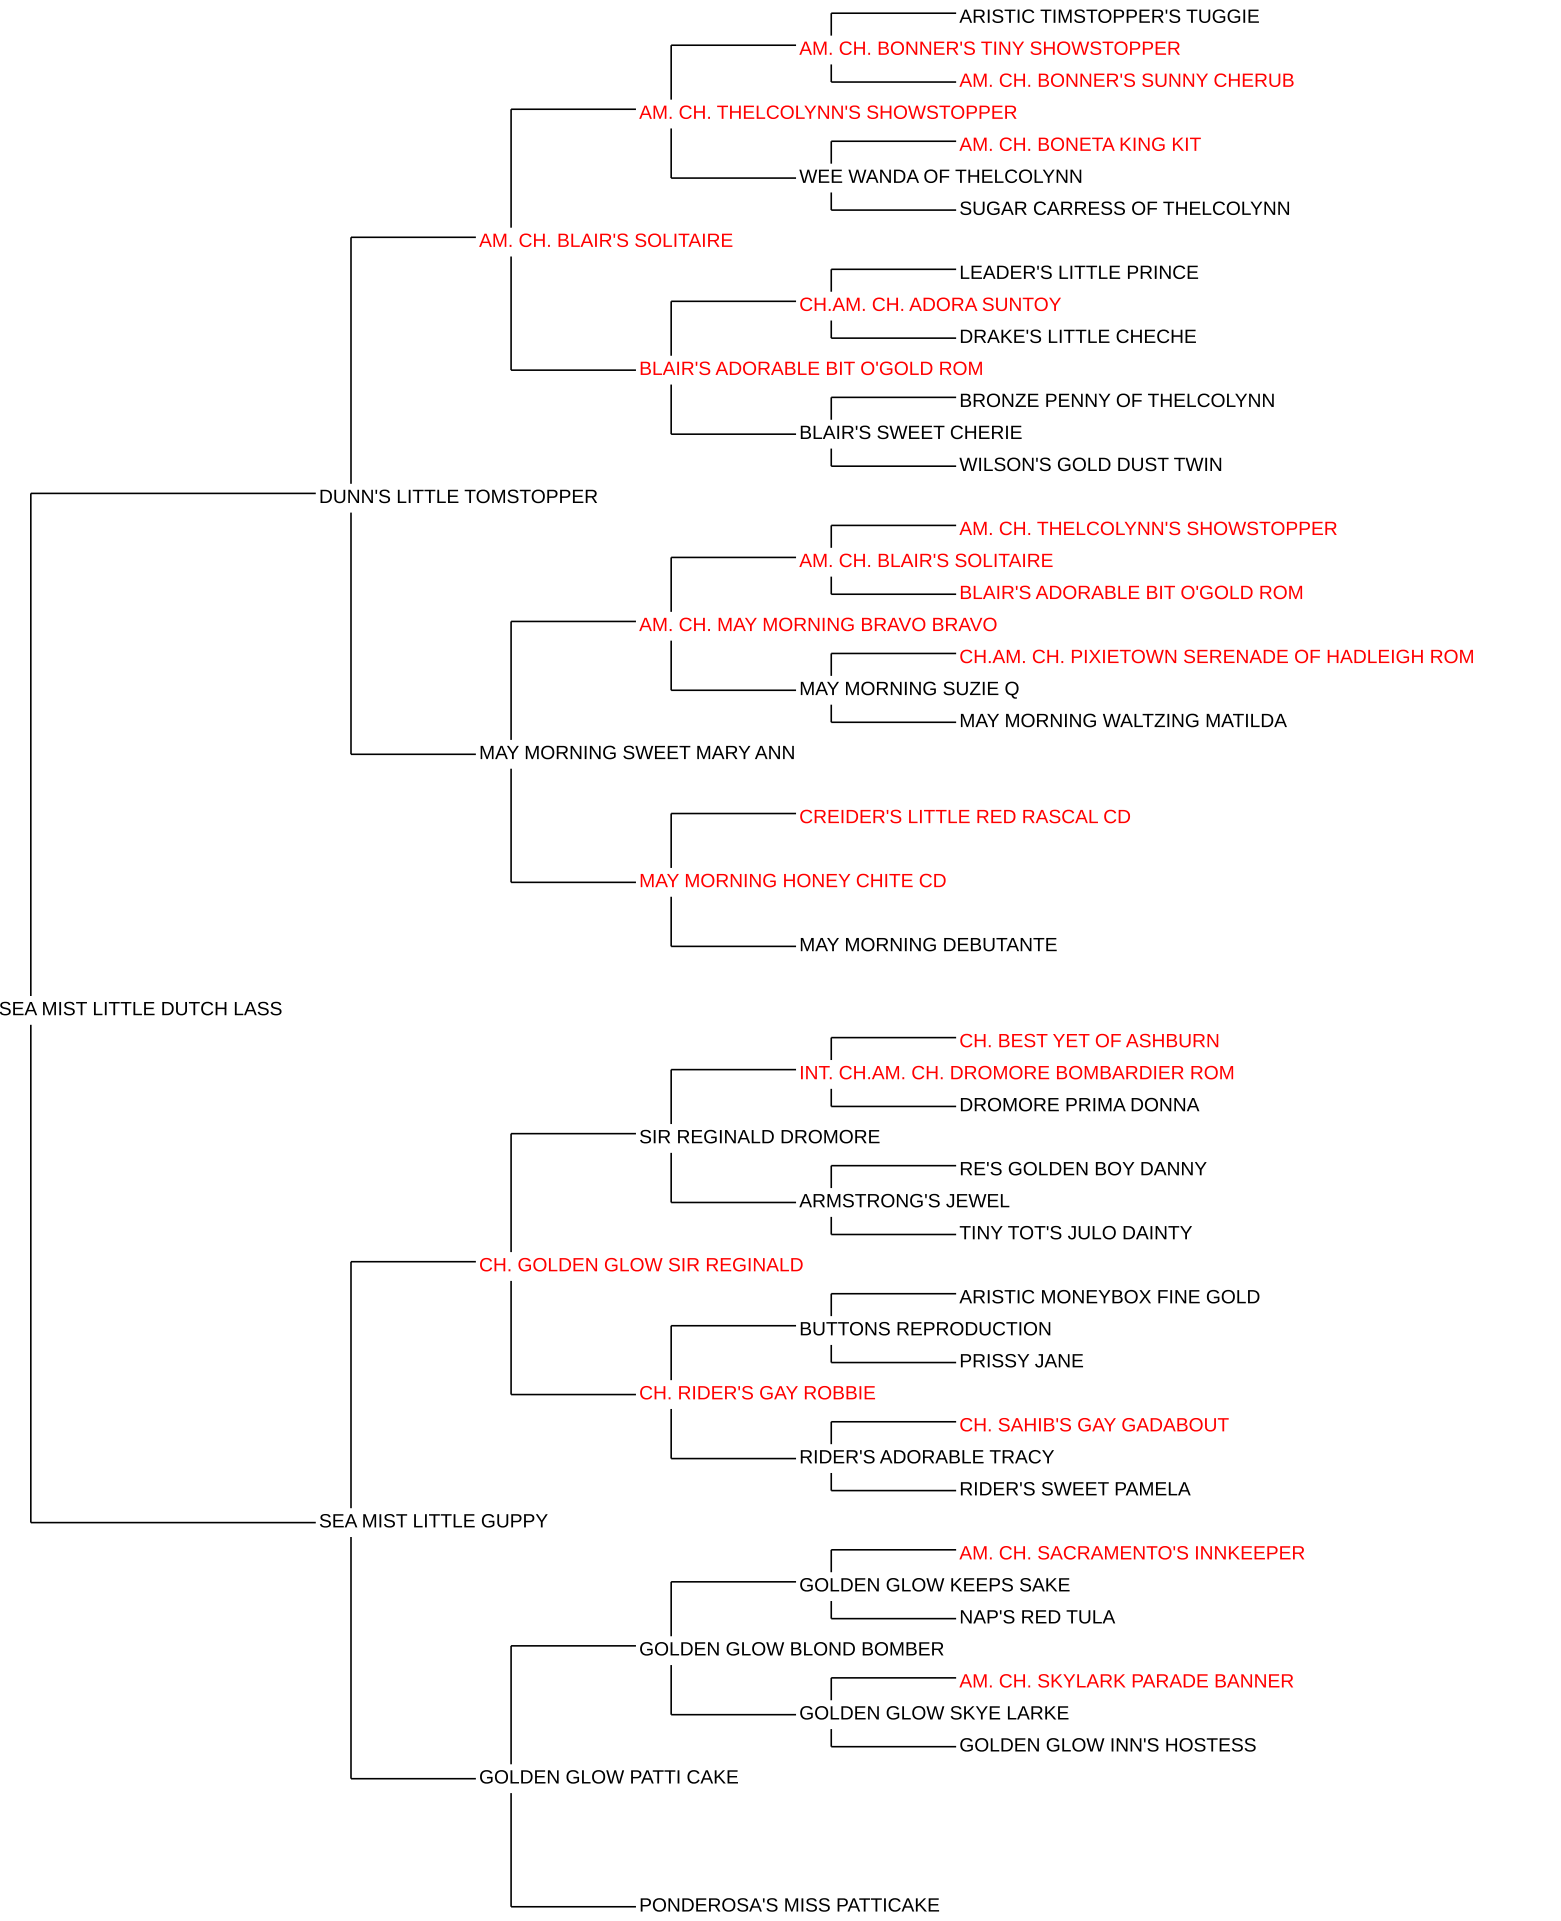 ARISTIC TIMSTOPPER'S TUGGIE
AM. CH. BONNER'S TINY SHOWSTOPPER
AM. CH. BONNER'S SUNNY CHERUB
AM. CH. THELCOLYNN'S SHOWSTOPPER
AM. CH. BONETA KING KIT
WEE WANDA OF THELCOLYNN
SUGAR CARRESS OF THELCOLYNN
AM. CH. BLAIR'S SOLITAIRE
LEADER'S LITTLE PRINCE
CH.AM. CH. ADORA SUNTOY
DRAKE'S LITTLE CHECHE
BLAIR'S ADORABLE BIT O'GOLD ROM
BRONZE PENNY OF THELCOLYNN
BLAIR'S SWEET CHERIE
WILSON'S GOLD DUST TWIN
DUNN'S LITTLE TOMSTOPPER
AM. CH. THELCOLYNN'S SHOWSTOPPER
AM. CH. BLAIR'S SOLITAIRE
BLAIR'S ADORABLE BIT O'GOLD ROM
AM. CH. MAY MORNING BRAVO BRAVO
CH.AM. CH. PIXIETOWN SERENADE OF HADLEIGH ROM
MAY MORNING SUZIE Q
MAY MORNING WALTZING MATILDA
MAY MORNING SWEET MARY ANN
CREIDER'S LITTLE RED RASCAL CD
MAY MORNING HONEY CHITE CD
MAY MORNING DEBUTANTE
SEA MIST LITTLE DUTCH LASS
CH. BEST YET OF ASHBURN
INT. CH.AM. CH. DROMORE BOMBARDIER ROM
DROMORE PRIMA DONNA
SIR REGINALD DROMORE
RE'S GOLDEN BOY DANNY
ARMSTRONG'S JEWEL
TINY TOT'S JULO DAINTY
CH. GOLDEN GLOW SIR REGINALD
ARISTIC MONEYBOX FINE GOLD
BUTTONS REPRODUCTION
PRISSY JANE
CH. RIDER'S GAY ROBBIE
CH. SAHIB'S GAY GADABOUT
RIDER'S ADORABLE TRACY
RIDER'S SWEET PAMELA
SEA MIST LITTLE GUPPY
AM. CH. SACRAMENTO'S INNKEEPER
GOLDEN GLOW KEEPS SAKE
NAP'S RED TULA
GOLDEN GLOW BLOND BOMBER
AM. CH. SKYLARK PARADE BANNER
GOLDEN GLOW SKYE LARKE
GOLDEN GLOW INN'S HOSTESS
GOLDEN GLOW PATTI CAKE
PONDEROSA'S MISS PATTICAKE